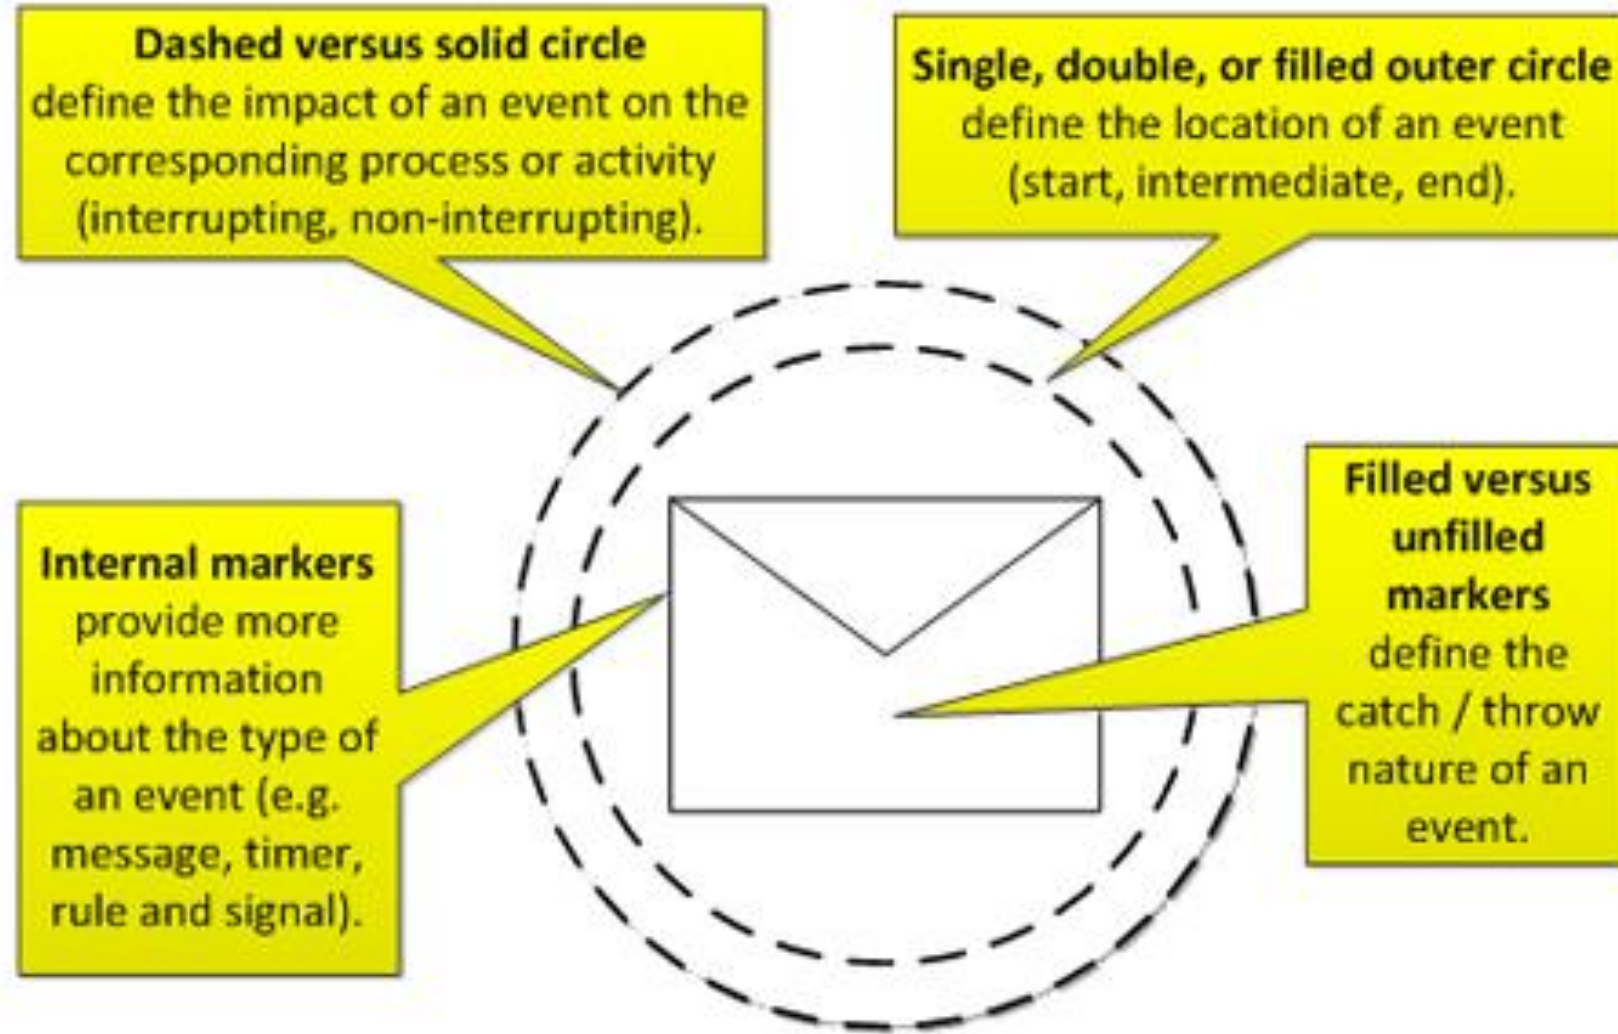 Dashed versus solid circle
define the impact of an event on the
corresponding process or activity
(interrupting, non-interrupting).
Single, double, or filled outer circle
define the location of an event
(start, intermediate, end).
Internal markers
provide more
information
about the type of
an event (e.g.
message, timer,
rule and signal).
Filled versus
unfilled
markers
define the
catch / throw
nature of an
event.